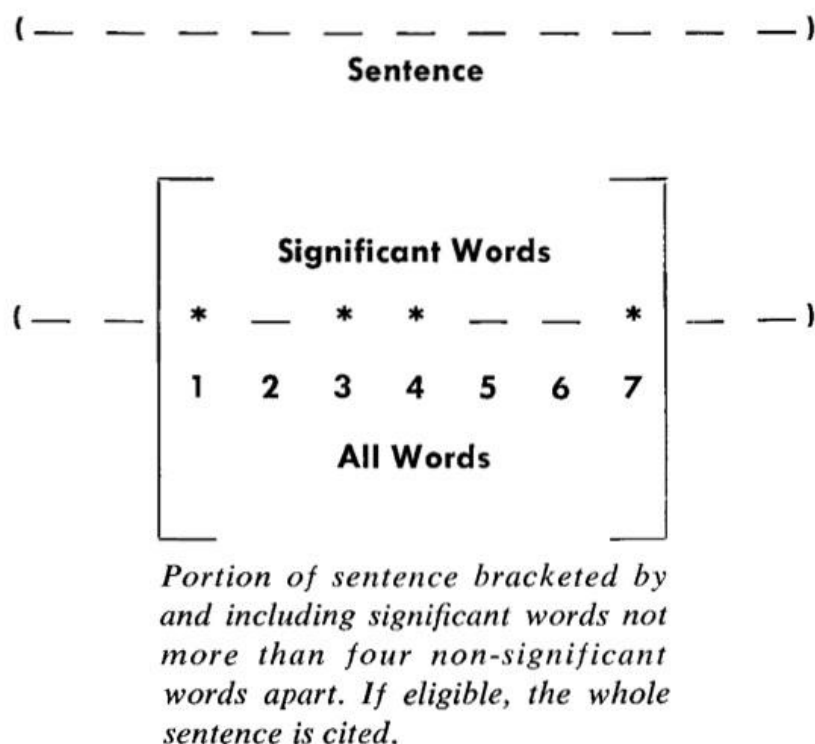 (— — — — — — — — — — —)
Sentence
Significant Words
(— — * — * * — — * — —)
1 2 3 4 5 6 7
All Words
Portion of sentence bracketed by
and including significant words not
more than four non-significant
words apart. If eligible, the whole
sentence is cited.